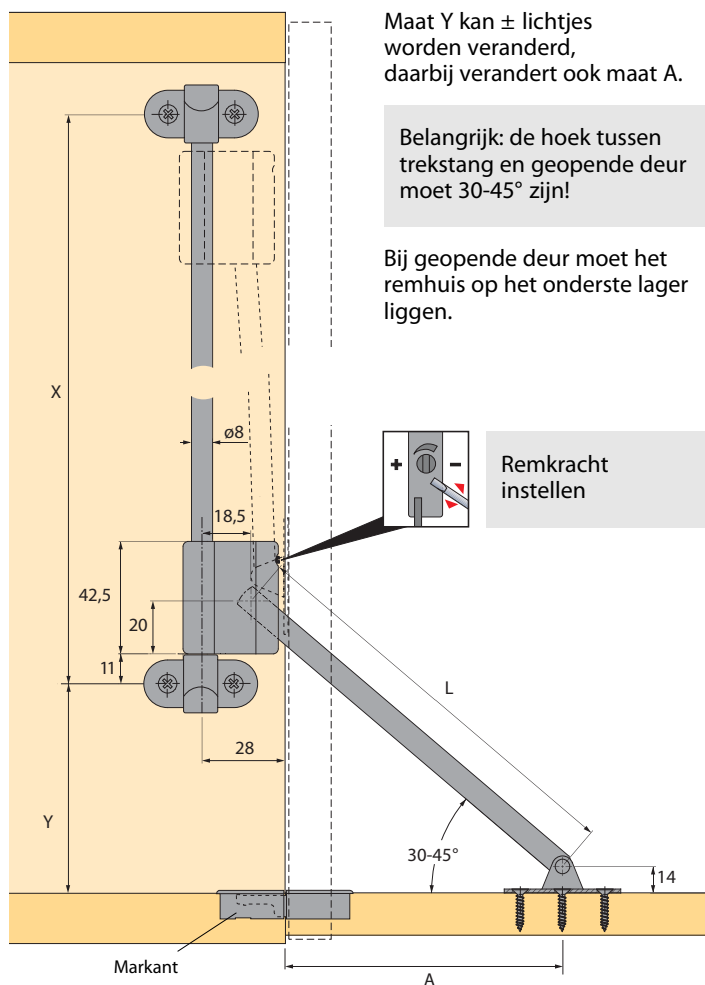 Maat Y kan ± lichtjes
worden veranderd,
daarbij verandert ook maat A.
Belangrijk: de hoek tussen
trekstang en geopende deur
moet 30-45° zijn!
Bij geopende deur moet het
remhuis op het onderste lager
liggen.
X
ø8
+
−
Remkracht
instellen
18,5
42,5
20
11
L
28
Y
30-45°
14
Markant
A